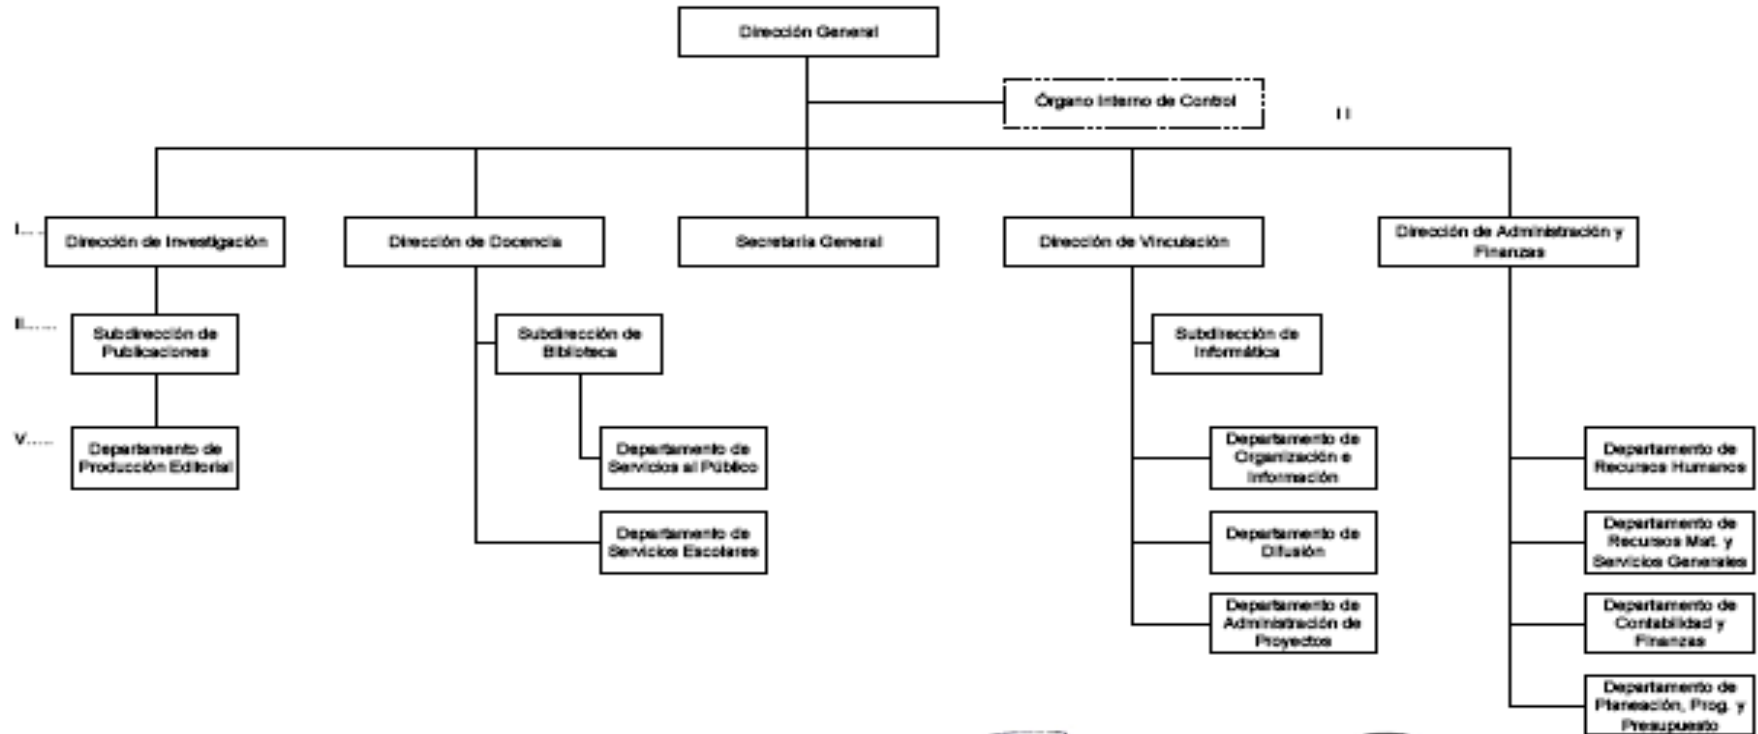 Dirección General
Órgano Interno de Control
II
I.....
Dirección de Investigación
Dirección de Docencia
Secretaría General
Dirección de Vinculación
Dirección de Administración y
Finanzas
II......
Subdirección de
Publicaciones
Subdirección de
Biblioteca
Subdirección de
Informática
V.....
Departamento de
Producción Editorial
Departamento de
Servicios al Público
Departamento de
Organización e
Información
Departamento de
Recursos Humanos
Departamento de
Servicios Escolares
Departamento de
Difusión
Departamento de
Recursos Mat. y
Servicios Generales
Departamento de
Administración de
Proyectos
Departamento de
Contabilidad y
Finanzas
Departamento de
Planeación, Prog. y
Presupuesto